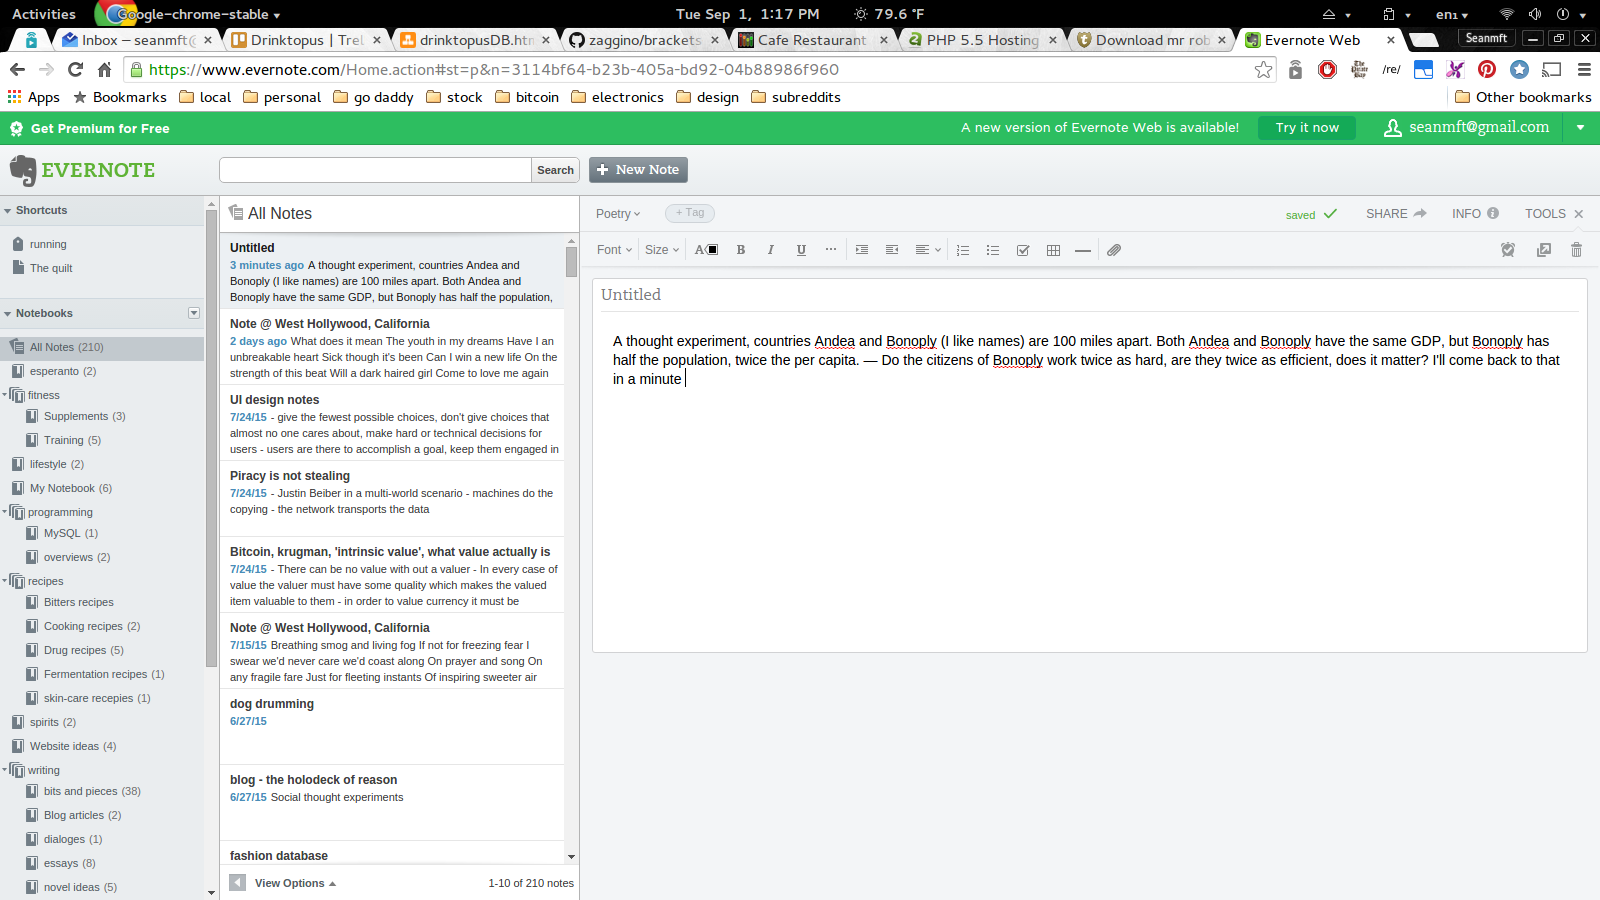 Activities
Google-chrome-stable
Tue Sep 1, 1:17 PM
79.6 °F
en₁
Inbox – seanmft@
Drinktopus | Trel
drinktopusDB.htm
zaggino/brackets
Cafe Restaurant
PHP 5.5 Hosting
Download mr rob
Evernote Web
Seanmft
https://www.evernote.com/Home.action#st=p&n=3114bf64-b23b-405a-bd92-04b88986f960
/re/
Apps
Bookmarks
local
personal
go daddy
stock
bitcoin
electronics
design
subreddits
Other bookmarks
Get Premium for Free
A new version of Evernote Web is available!
Try it now
seanmft@gmail.com
EVERNOTE
Search
New Note
Shortcuts
running
The quilt
Notebooks
All Notes (210)
esperanto (2)
fitness
Supplements (3)
Training (5)
lifestyle (2)
My Notebook (6)
programming
MySQL (1)
overviews (2)
recipes
Bitters recipes
Cooking recipes (2)
Drug recipes (5)
Fermentation recipes (1)
skin-care recepies (1)
spirits (2)
Website ideas (4)
writing
bits and pieces (38)
Blog articles (2)
dialoges (1)
essays (8)
novel ideas (5)
All Notes
Untitled
3 minutes ago A thought experiment, countries Andea and
Bonoply (I like names) are 100 miles apart. Both Andea and
Bonoply have the same GDP, but Bonoply has half the population,
Note @ West Hollywood, California
2 days ago What does it mean The youth in my dreams Have I an
unbreakable heart Sick though it's been Can I win a new life On the
strength of this beat Will a dark haired girl Come to love me again
UI design notes
7/24/15 - give the fewest possible choices, don't give choices that
almost no one cares about, make hard or technical decisions for
users - users are there to accomplish a goal, keep them engaged in
Piracy is not stealing
7/24/15 - Justin Beiber in a multi-world scenario - machines do the
copying - the network transports the data
Bitcoin, krugman, 'intrinsic value', what value actually is
7/24/15 - There can be no value with out a valuer - In every case of
value the valuer must have some quality which makes the valued
item valuable to them - in order to value currency it must be
Note @ West Hollywood, California
7/15/15 Breathing smog and living fog If not for freezing fear I
swear we'd never care we'd coast along On prayer and song On
any fragile fare Just for fleeting instants Of inspiring sweeter air
dog drumming
6/27/15
blog - the holodeck of reason
6/27/15 Social thought experiments
fashion database
View Options
1-10 of 210 notes
Poetry
+ Tag
saved
SHARE
INFO
TOOLS
Font
Size
A
B
I
U
Untitled
A thought experiment, countries Andea and Bonoply (I like names) are 100 miles apart. Both Andea and Bonoply have the same GDP, but Bonoply has
half the population, twice the per capita. — Do the citizens of Bonoply work twice as hard, are they twice as efficient, does it matter? I'll come back to that
in a minute